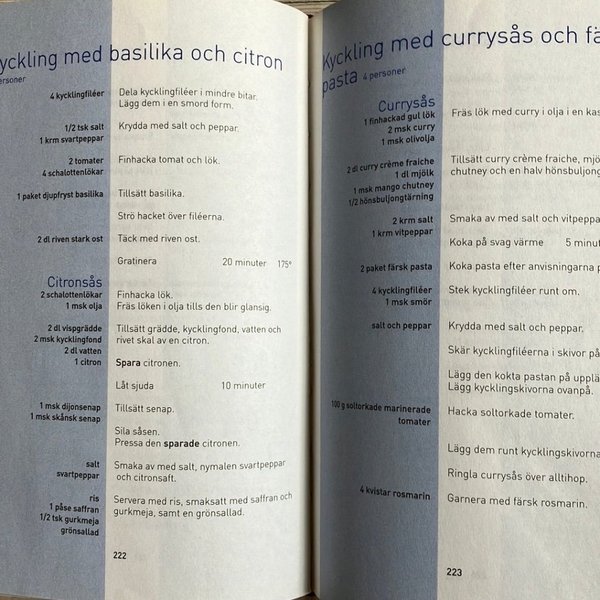 yckling med basilika och citron
ersoner
4 kycklingfiléer
Dela kycklingfiléer i mindre bitar.
Lägg dem i en smord form.
1/2 tsk salt
1 krm svartpeppar
Krydda med salt och peppar.
2 tomater
4 schalottenlökar
Finhacka tomat och lök.
1 paket djupfryst basilika
Tillsätt basilika.
Strö hacket över filéerna.
2 dl riven stark ost
Täck med riven ost.
Gratinera 20 minuter 175°
Citronsås
2 schalottenlökar
1 msk olja
Finhacka lök.
Fräs löken i olja tills den blir glansig.
2 dl vispgrädde
2 msk kycklingfond
2 dl vatten
1 citron
Tillsätt grädde, kycklingfond, vatten och
rivet skal av en citron.
Spara citronen.
Låt sjuda 10 minuter
1 msk dijonsenap
1 msk skånsk senap
Tillsätt senap.
Sila såsen.
Pressa den sparade citronen.
salt
svartpeppar
Smaka av med salt, nymalen svartpeppar
och citronsaft.
ris
1 påse saffran
1/2 tsk gurkmeja
grönsallad
Servera med ris, smaksatt med saffran och
gurkmeja, samt en grönsallad.
222
Kyckling med currysås och fä
pasta 4 personer
Currysås
1 finhackad gul lök
2 msk curry
1 msk olivolja
Fräs lök med curry i olja i en kas
2 dl curry crème fraiche
1 dl mjölk
1 msk mango chutney
1/2 hönsbuljongtärning
Tillsätt curry crème fraiche, mjö
chutney och en halv hönsbuljong
2 krm salt
1 krm vitpeppar
Smaka av med salt och vitpeppa
Koka på svag värme 5 minut
2 paket färsk pasta
Koka pasta efter anvisningarna p
4 kycklingfiléer
1 msk smör
Stek kycklingfiléer runt om.
salt och peppar
Krydda med salt och peppar.
Skär kycklingfiléerna i skivor på
Lägg den kokta pastan på upplä
Lägg kycklingskivorna ovanpå.
100 g soltorkade marinerade
tomater
Hacka soltorkade tomater.
Lägg dem runt kycklingskivorna
Ringla currysås över alltihop.
4 kvistar rosmarin
Garnera med färsk rosmarin.
223